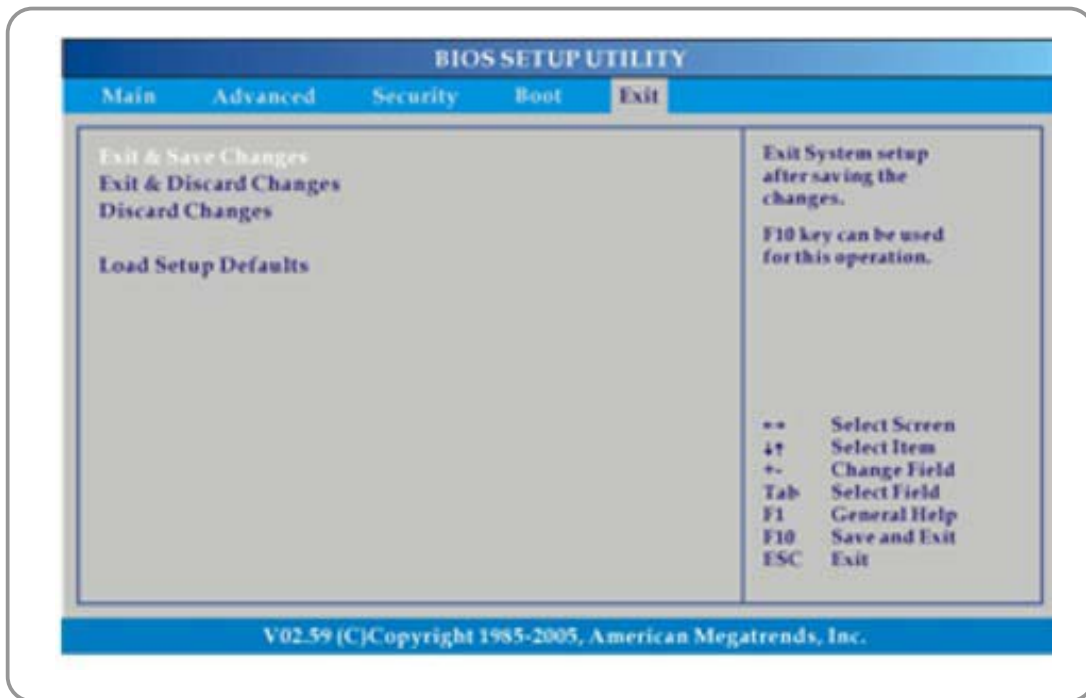 BIOS SETUP UTILITY
Main Advanced Security Boot Exit
Exit & Save Changes
Exit & Discard Changes
Discard Changes
Load Setup Defaults
Exit System setup
after saving the
changes.
F10 key can be used
for this operation.
←→ Select Screen
↓↑ Select Item
+- Change Field
Tab Select Field
F1 General Help
F10 Save and Exit
ESC Exit
V02.59 (C)Copyright 1985-2005, American Megatrends, Inc.